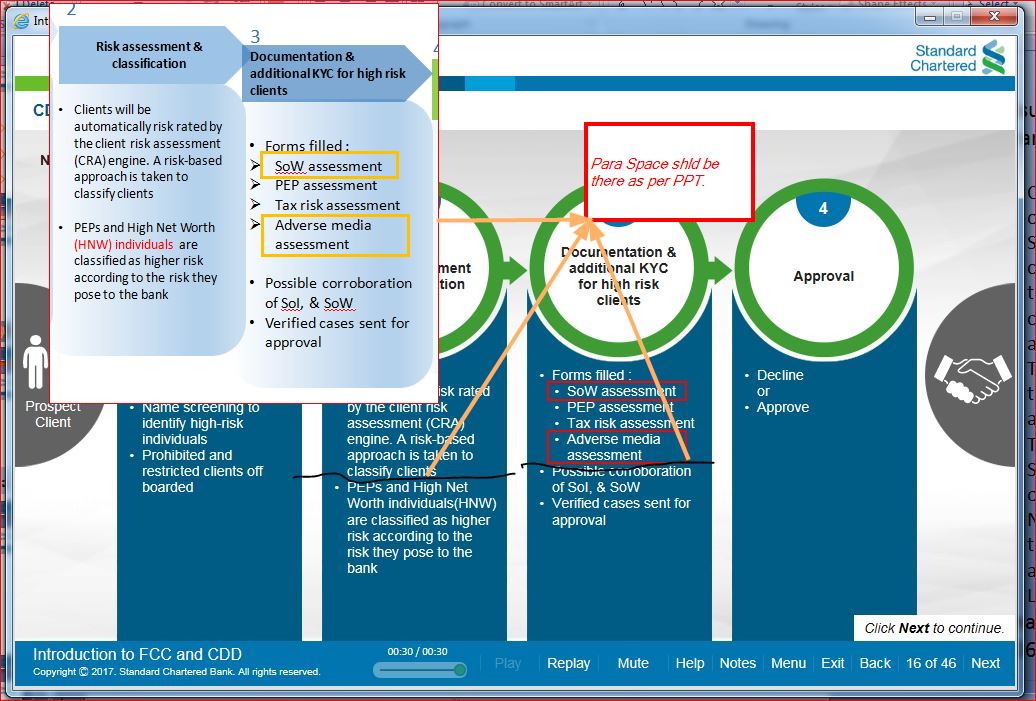 2
Risk assessment &
classification
Clients will be
automatically risk rated by
the client risk assessment
(CRA) engine. A risk-based
approach is taken to
classify clients
PEPs and High Net Worth
(HNW) individuals are
classified as higher risk
according to the risk they
pose to the bank
3
Documentation &
additional KYC for high risk
clients
Forms filled :
SoW assessment
PEP assessment
Tax risk assessment
Adverse media
assessment
Possible corroboration
of SoI, & SoW
Verified cases sent for
approval
Standard
Chartered
Para Space shld be
there as per PPT.
Prospect
Client
Name screening to
identify high-risk
individuals
Prohibited and
restricted clients off
boarded
risk rated
by the client risk
assessment (CRA)
engine. A risk-based
approach is taken to
classify clients
PEPs and High Net
Worth individuals(HNW)
are classified as higher
risk according to the
risk they pose to the
bank
Documentation &
additional KYC
for high risk
clients
Forms filled :
SoW assessment
PEP assessment
Tax risk assessment
Adverse media
assessment
Possible corroboration
of SoI, & SoW
Verified cases sent for
approval
4
Approval
Decline
or
Approve
Click Next to continue.
Introduction to FCC and CDD
Copyright © 2017. Standard Chartered Bank. All rights reserved.
00:30 / 00:30
Play Replay Mute Help Notes Menu Exit Back 16 of 46 Next